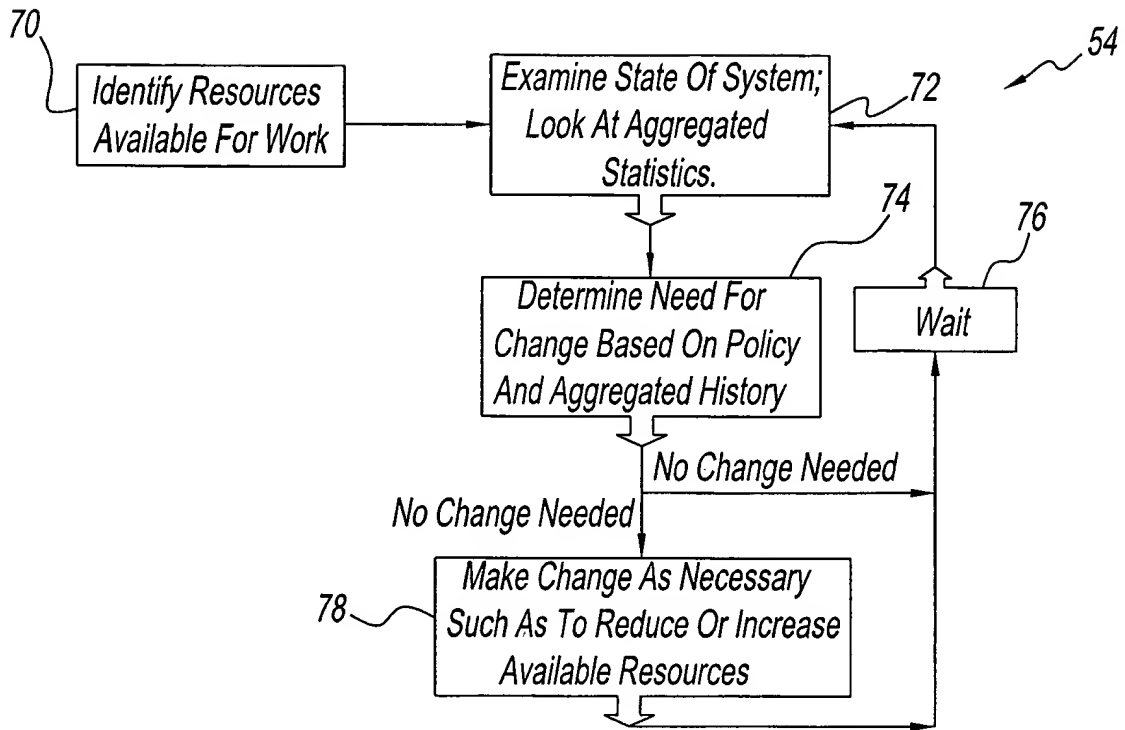 70
Identify Resources
Available For Work
Examine State Of System;
Look At Aggregated
Statistics.
72
54
74
Determine Need For
Change Based On Policy
And Aggregated History
76
Wait
No Change Needed
No Change Needed
78
Make Change As Necessary
Such As To Reduce Or Increase
Available Resources